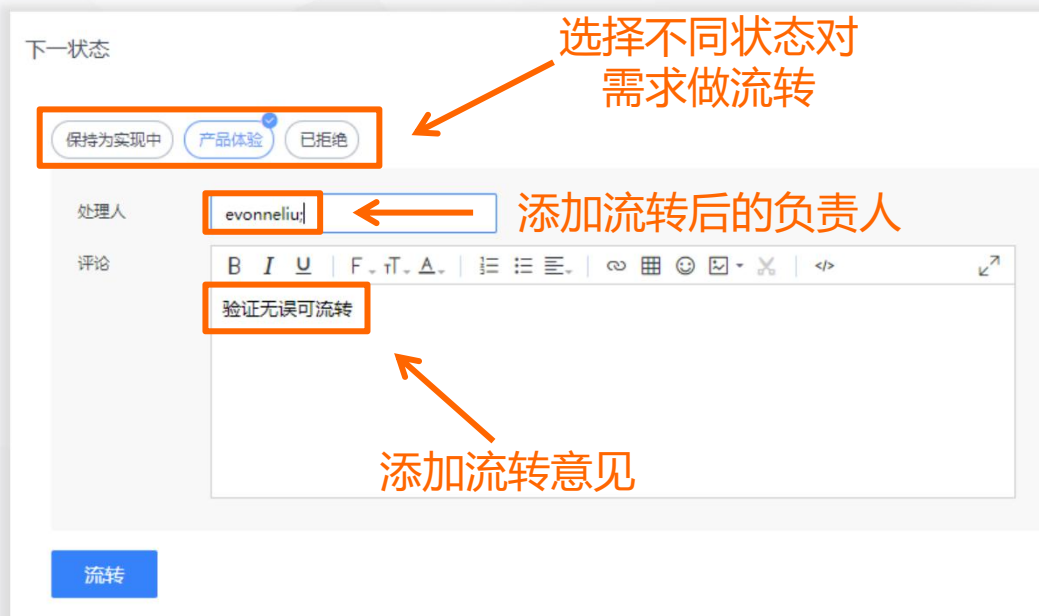 选择不同状态对
需求做流转
下一状态
保持为实现中 产品体验 已拒绝
处理人
evonneliu;
添加流转后的负责人
评论
B I U F TT A </>
验证无误可流转
添加流转意见
流转